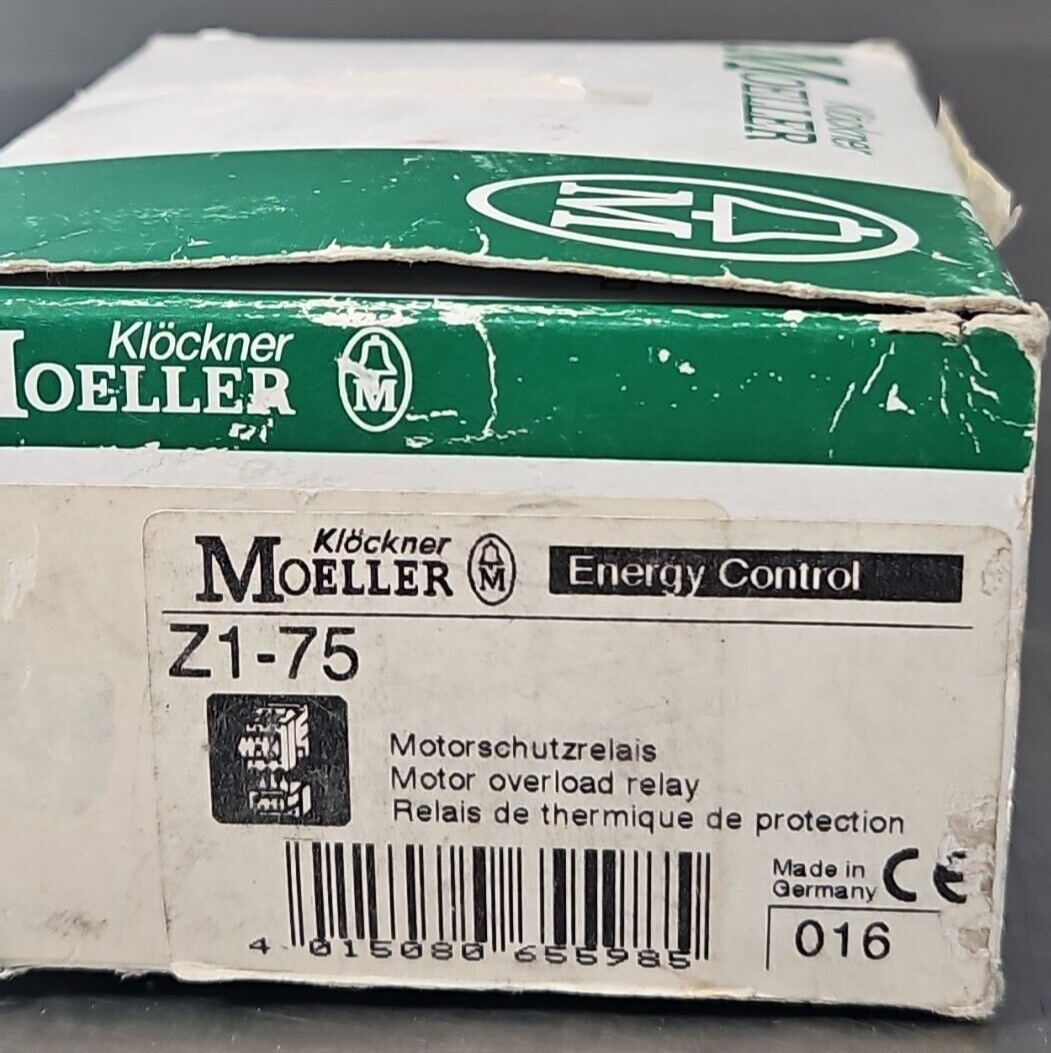 Klöckner
MOELLER
M
Klöckner
MOELLER
M
Klöckner
MOELLER M Energy Control
Z1-75
Motorschutzrelais
Motor overload relay
Relais de thermique de protection
Made in
Germany CE
016
4 015080 655985